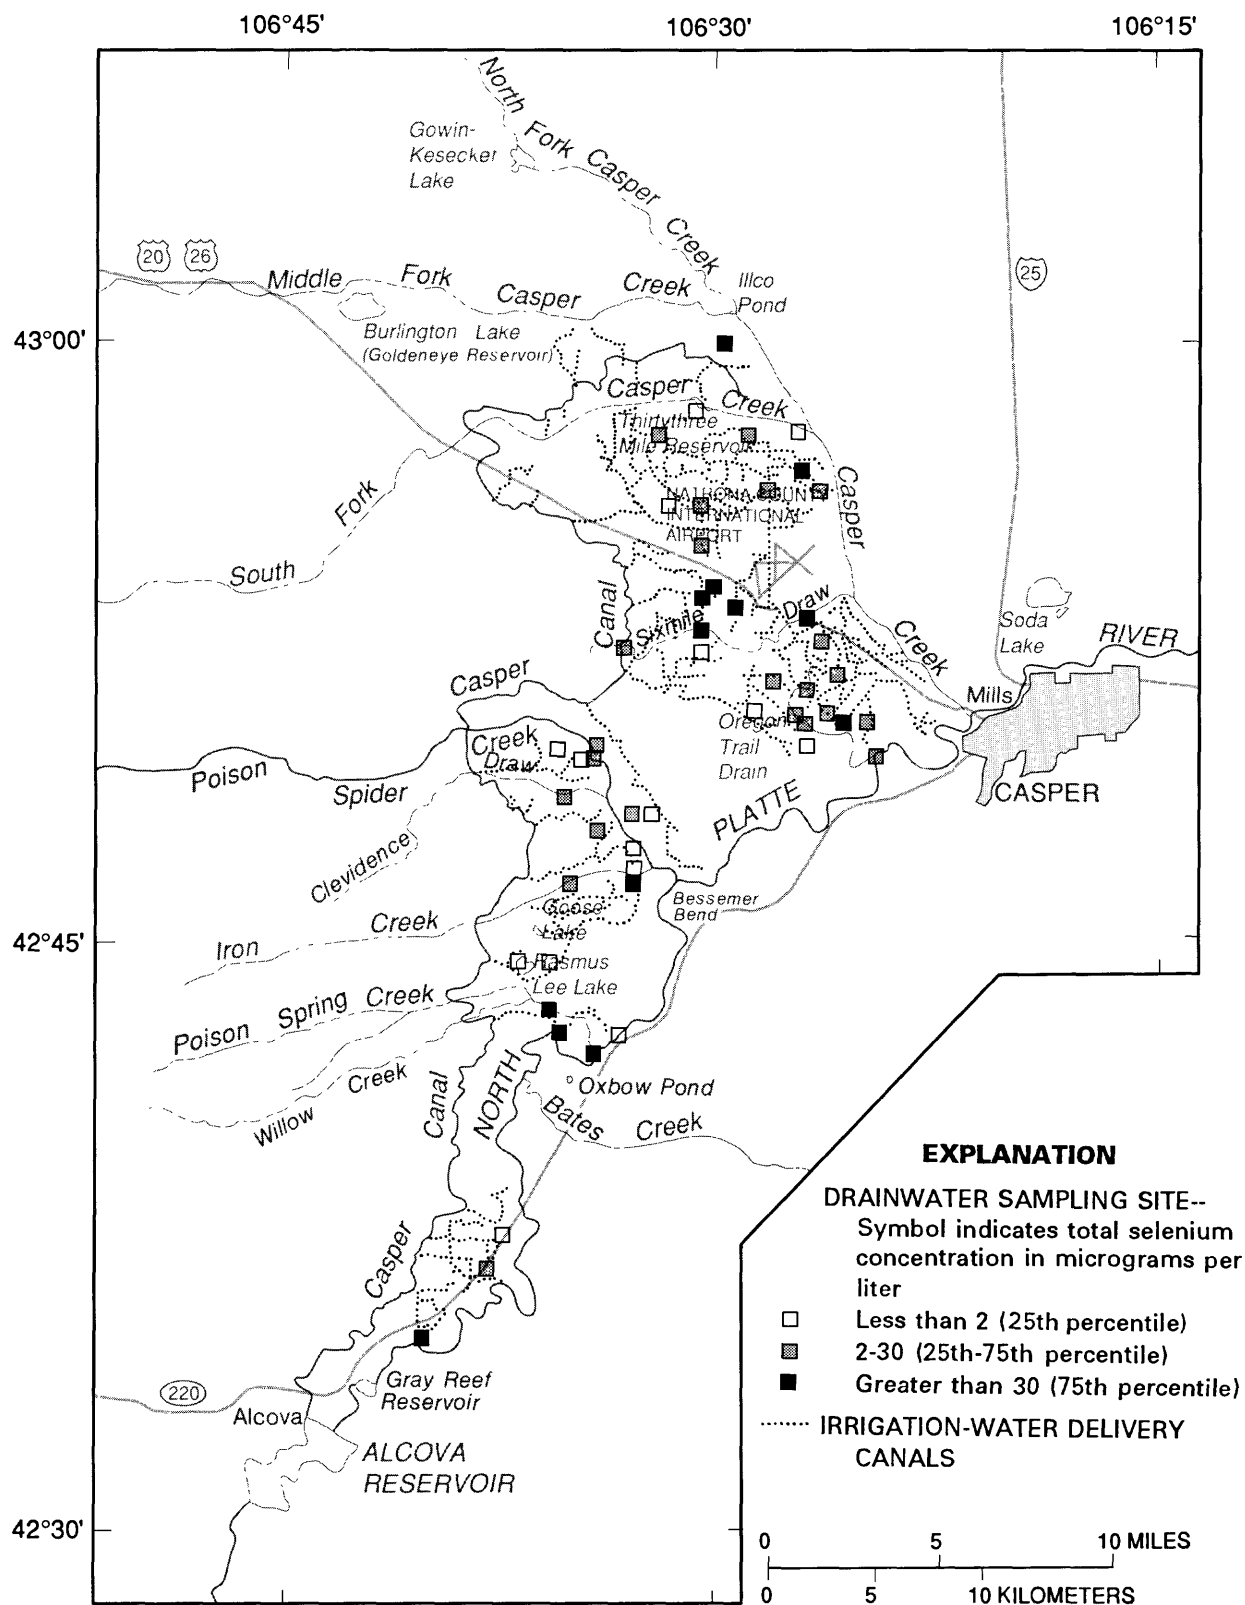 106°45'
106°30'
106°15'
North Fork Casper Creek
Gowin-
Kesecker
Lake
20
26
Middle Fork Casper Creek
Illco
Pond
25
43°00'
Burlington Lake
(Goldeneye Reservoir)
Casper Creek
Thirtythree
Mile Reservoir
NATRONA COUNTY
INTERNATIONAL
AIRPORT
South Fork
Casper Creek
Canal
Sixmile Draw
Soda
Lake
RIVER
Casper
Mills
Creek
Draw
Oregon
Trail
Drain
Poison Spider
CASPER
PLATTE
Clevidence
Bessemer
Bend
Iron Creek
Goose
Lake
42°45'
Rasmus
Lee Lake
Poison Spring Creek
Willow Creek
Canal
NORTH
Oxbow Pond
Bates Creek
Casper
EXPLANATION
DRAINWATER SAMPLING SITE--
Symbol indicates total selenium
concentration in micrograms per
liter
Less than 2 (25th percentile)
2-30 (25th-75th percentile)
Greater than 30 (75th percentile)
IRRIGATION-WATER DELIVERY
CANALS
Gray Reef
Reservoir
220
Alcova
ALCOVA
RESERVOIR
42°30'
0 5 10 MILES
0 5 10 KILOMETERS